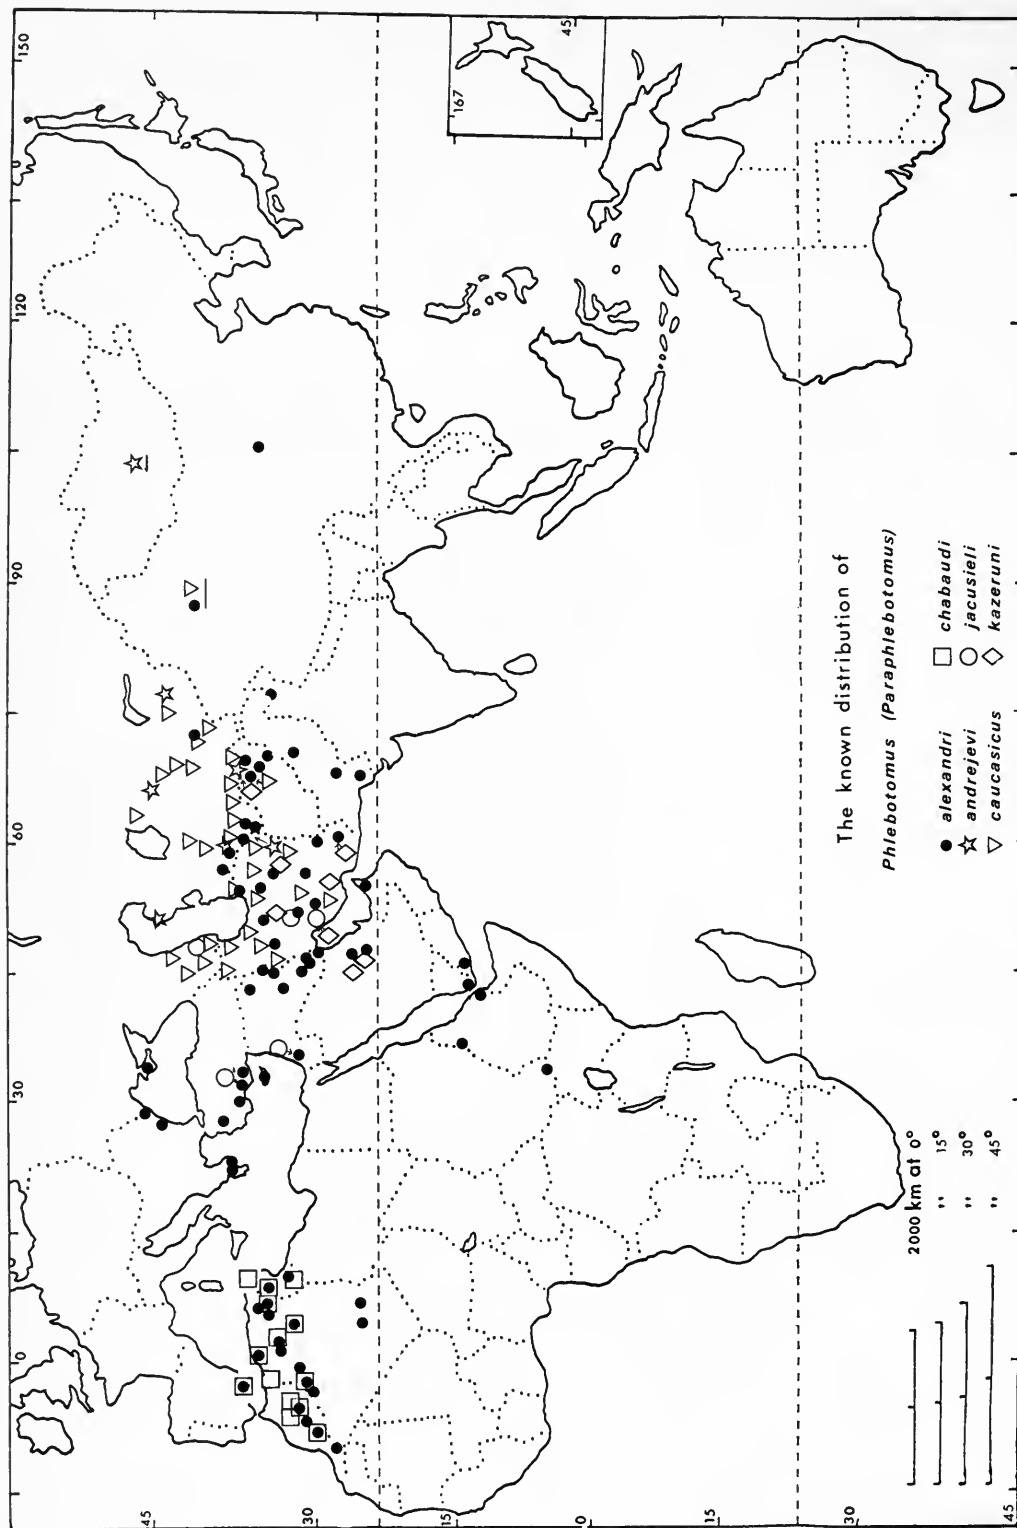 The known distribution of
Phlebotomus (Paraphlebotomus)
alexandri
andrejevi
caucasicus
chabaudi
jacusieli
kazeruni
2000 km at 0°
,, 15°
,, 30°
,, 45°
0
30
60
90
120
150
45
30
15
0
15
30
45
167
45